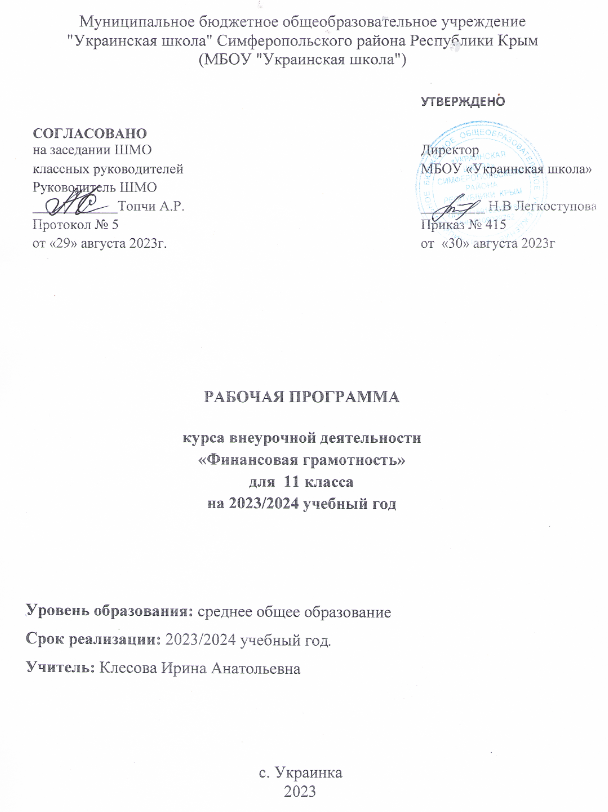 Муниципальное бюджетное общеобразовательное учреждение
"Украинская школа" Симферопольского района Республики Крым
(МБОУ "Украинская школа")
УТВЕРЖДЕНО
СОГЛАСОВАНО
на заседании ШМО
классных руководителей
Руководитель ШМО
____________Топчи А.Р.
Протокол № 5
от «29» августа 2023г.
Директор
МБОУ «Украинская школа»
_________ Н.В Легкоступова
Приказ № 415
от «30» августа 2023г
РАБОЧАЯ ПРОГРАММА
курса внеурочной деятельности
«Финансовая грамотность»
для 11 класса
на 2023/2024 учебный год
Уровень образования: среднее общее образование
Срок реализации: 2023/2024 учебный год.
Учитель: Клесова Ирина Анатольевна
с. Украинка
2023